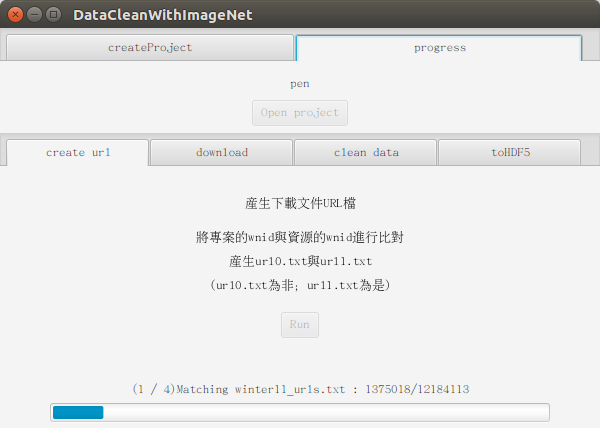 DataCleanWithImageNet
createProject
progress
pen
Open project
create url
download
clean data
toHDF5
產生下載文件URL檔
將專案的wnid與資源的wnid進行比對
產生url0.txt與url1.txt
(url0.txt為非; url1.txt為是)
Run
(1 / 4)Matching winter11_urls.txt : 1375018/12184113